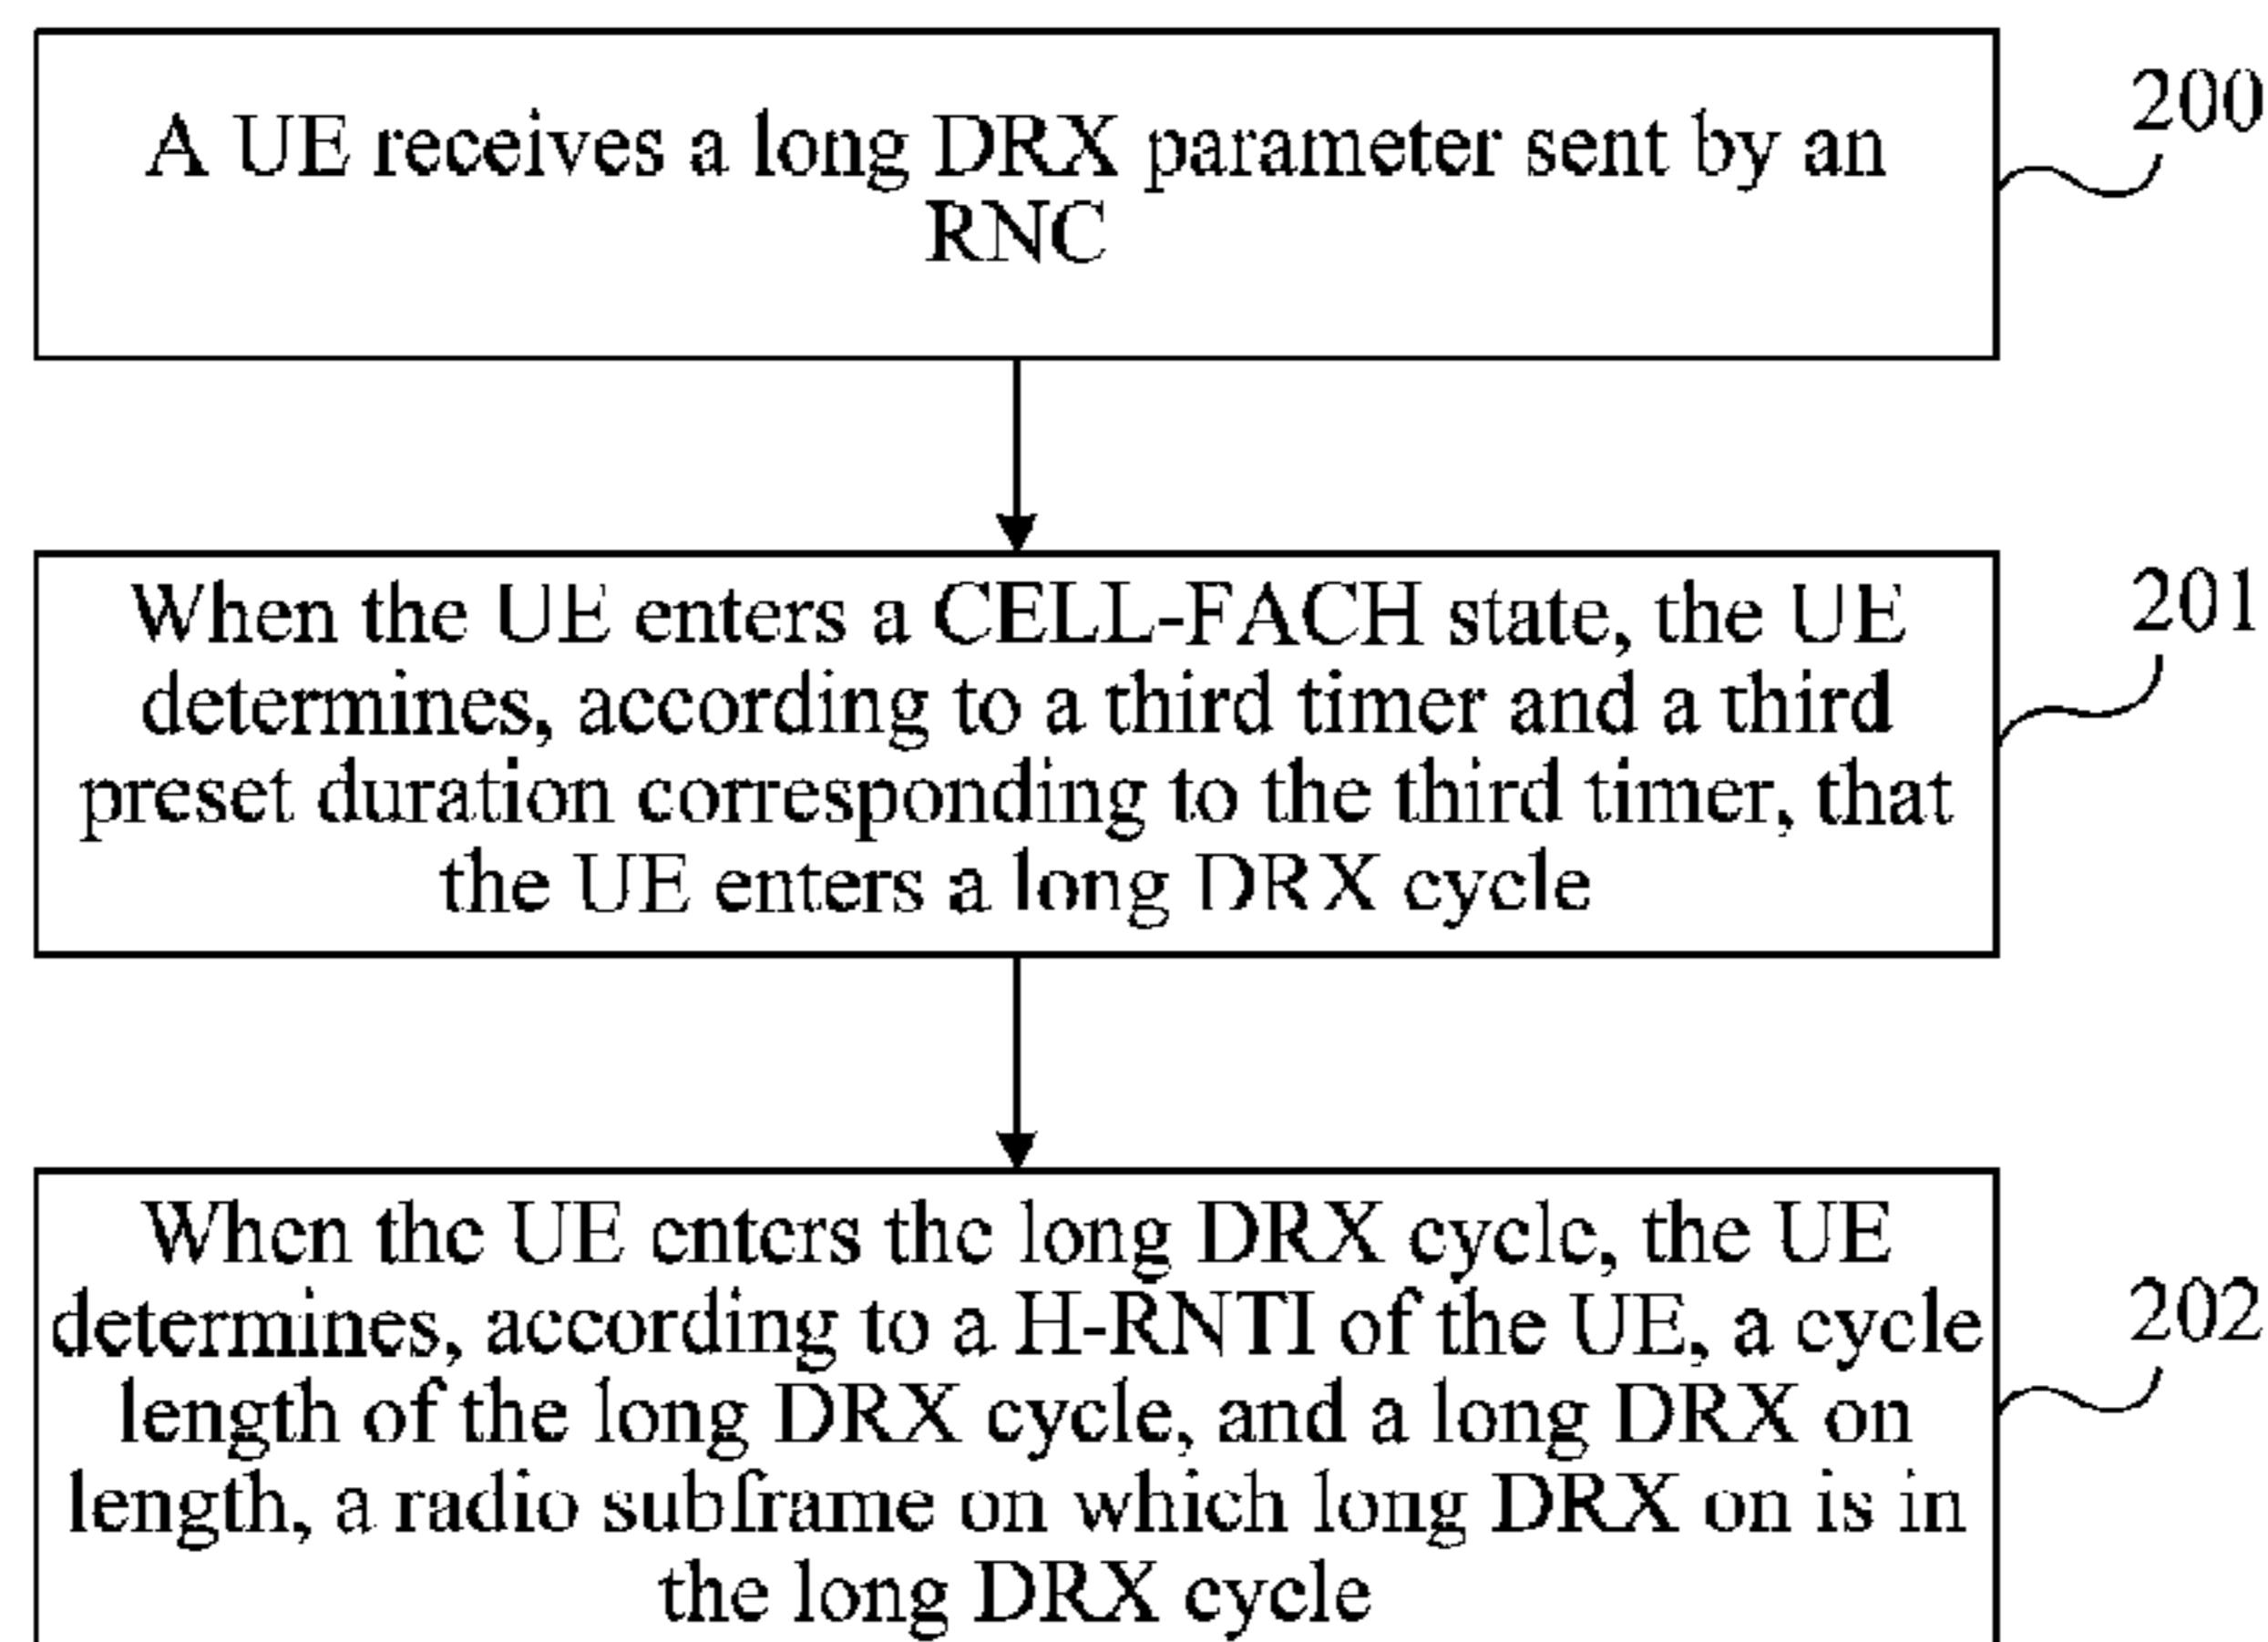 A UE receives a long DRX parameter sent by an
RNC
200
When the UE enters a CELL-FACH state, the UE
determines, according to a third timer and a third
preset duration corresponding to the third timer, that
the UE enters a long DRX cycle
201
When the UE enters the long DRX cycle, the UE
determines, according to a H-RNTI of the UE, a cycle
length of the long DRX cycle, and a long DRX on
length, a radio subframe on which long DRX on is in
the long DRX cycle
202